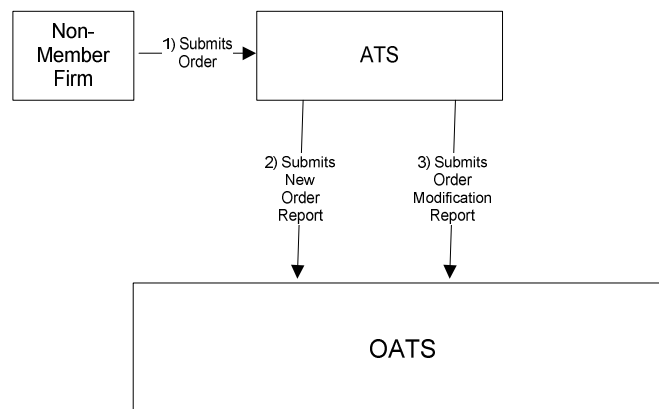 Non-
Member
Firm
1) Submits
Order
ATS
2) Submits
New
Order
Report
3) Submits
Order
Modification
Report
OATS